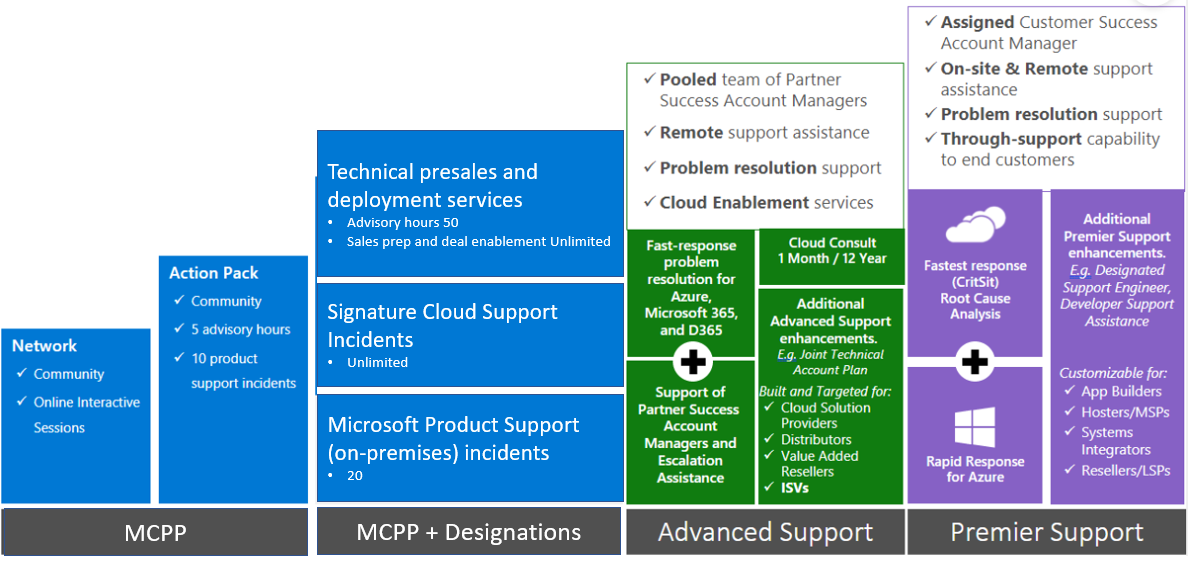 Network
Community
Online Interactive
Sessions
Action Pack
Community
5 advisory hours
10 product
support incidents
MCPP
Technical presales and
deployment services
• Advisory hours 50
• Sales prep and deal enablement Unlimited
Signature Cloud Support
Incidents
• Unlimited
Microsoft Product Support
(on-premises) incidents
• 20
MCPP + Designations
Pooled team of Partner
Success Account Managers
Remote support assistance
Problem resolution support
Cloud Enablement services
Fast-response
problem
resolution for
Azure,
Microsoft 365,
and D365
Support of
Partner Success
Account
Managers and
Escalation
Assistance
Cloud Consult
1 Month / 12 Year
Additional
Advanced Support
enhancements.
E.g. Joint Technical
Account Plan
Built and Targeted for:
Cloud Solution
Providers
Distributors
Value Added
Resellers
ISVs
Advanced Support
Assigned Customer Success
Account Manager
On-site & Remote support
assistance
Problem resolution support
Through-support capability
to end customers
Fastest response
(CritSit)
Root Cause
Analysis
Rapid Response
for Azure
Additional
Premier Support
enhancements.
E.g. Designated
Support Engineer,
Developer Support
Assistance
Customizable for:
App Builders
Hosters/MSPs
Systems
Integrators
Resellers/LSPs
Premier Support